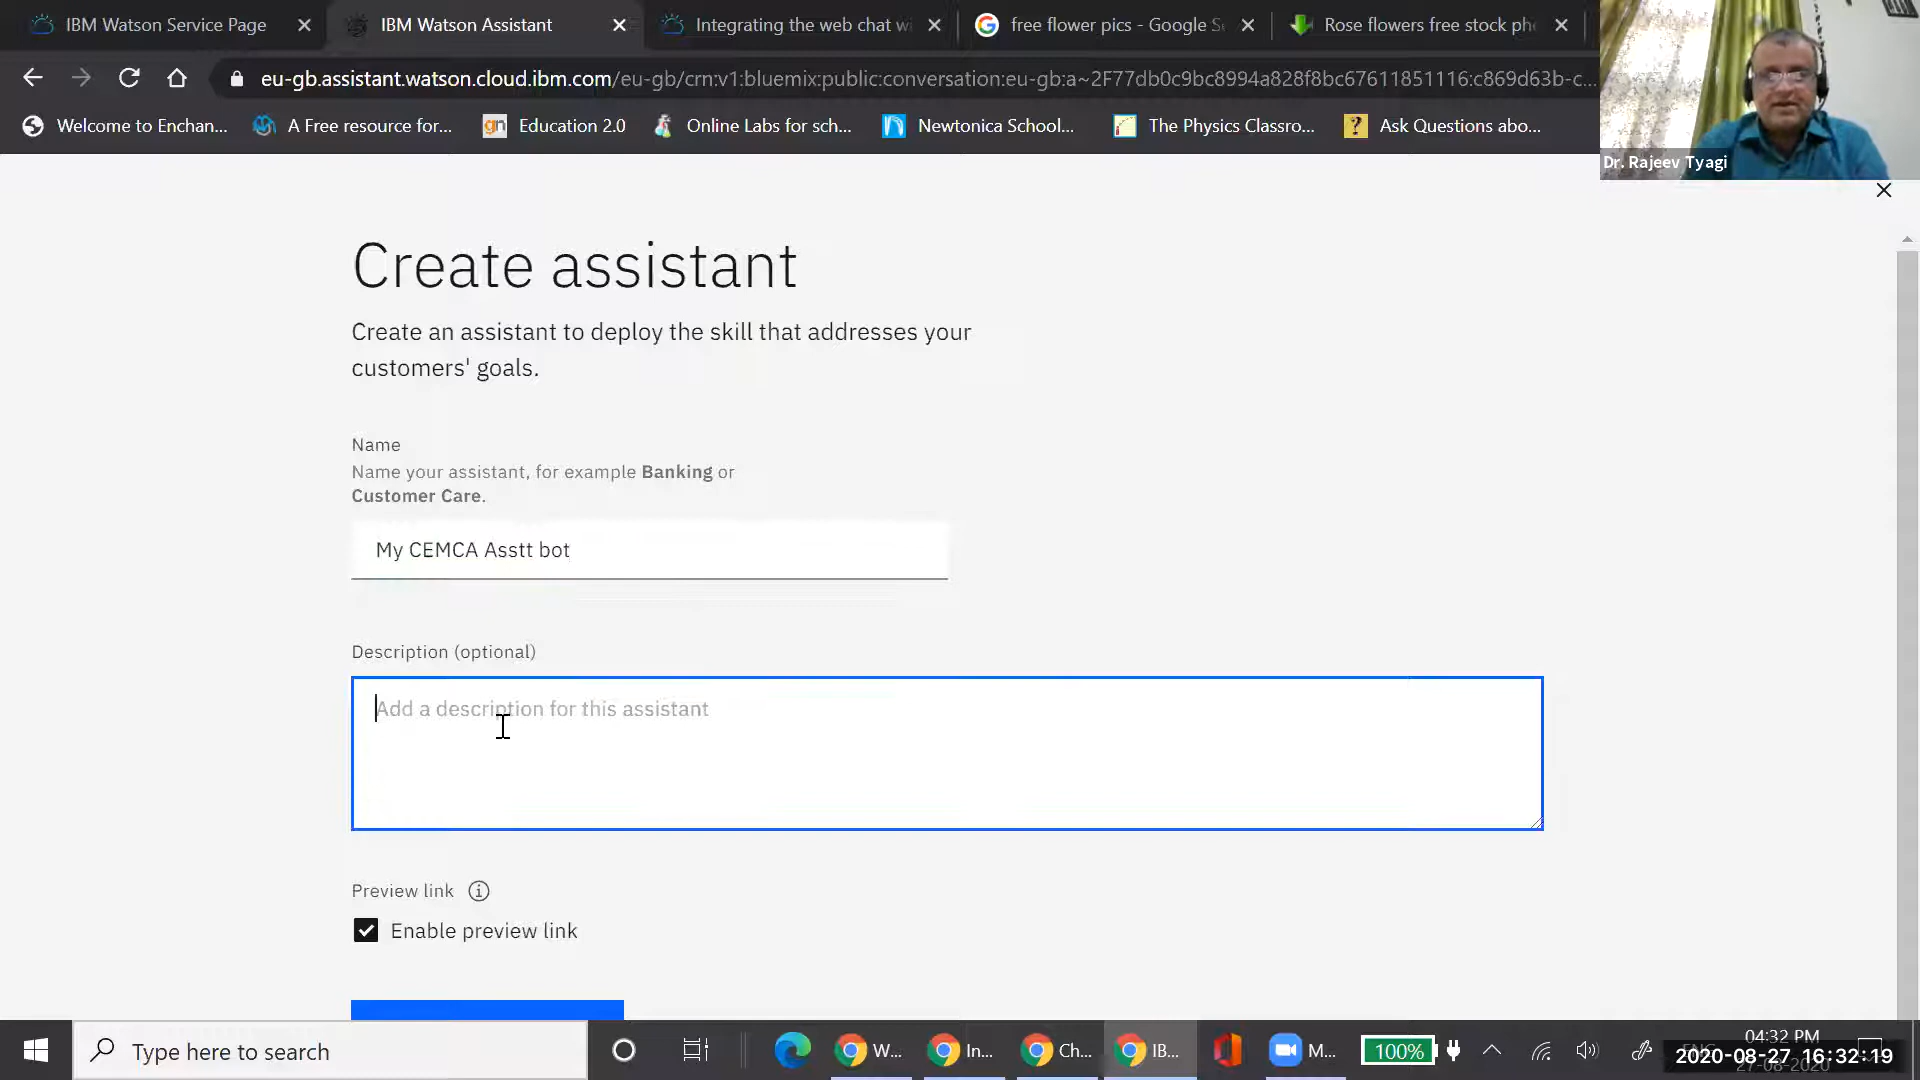 IBM Watson Service Page
IBM Watson Assistant
Integrating the web chat wi
free flower pics - Google Se
Rose flowers free stock pho
eu-gb.assistant.watson.cloud.ibm.com/eu-gb/crn:v1:bluemix:public:conversation:eu-gb:a~2F77db0c9bc8994a828f8bc67611851116:c869d63b-c...
Welcome to Enchan...
A Free resource for...
gn Education 2.0
Online Labs for sch...
Newtonica School...
The Physics Classro...
Ask Questions abo...
Dr. Rajeev Tyagi
Create assistant
Create an assistant to deploy the skill that addresses your
customers' goals.
Name
Name your assistant, for example Banking or
Customer Care.
My CEMCA Asstt bot
Description (optional)
Add a description for this assistant
Preview link
Enable preview link
Type here to search
W...
In...
Ch...
IB...
M...
100%
04:32 PM
2020-08-27 16:32:19
27-08-2020